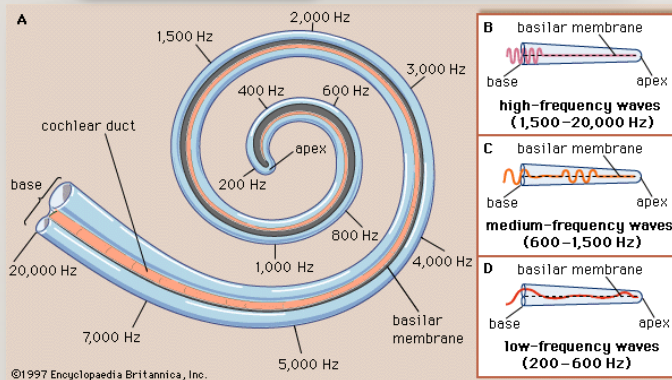 A
2,000 Hz
1,500 Hz
3,000 Hz
400 Hz
600 Hz
cochlear duct
apex
200 Hz
base
800 Hz
20,000 Hz
1,000 Hz
4,000 Hz
7,000 Hz
basilar
membrane
5,000 Hz
©1997 Encyclopaedia Britannica, Inc.
B
basilar membrane
base
apex
high-frequency waves
(1,500–20,000 Hz)
C
basilar membrane
base
apex
medium-frequency waves
(600–1,500 Hz)
D
basilar membrane
base
apex
low-frequency waves
(200–600 Hz)